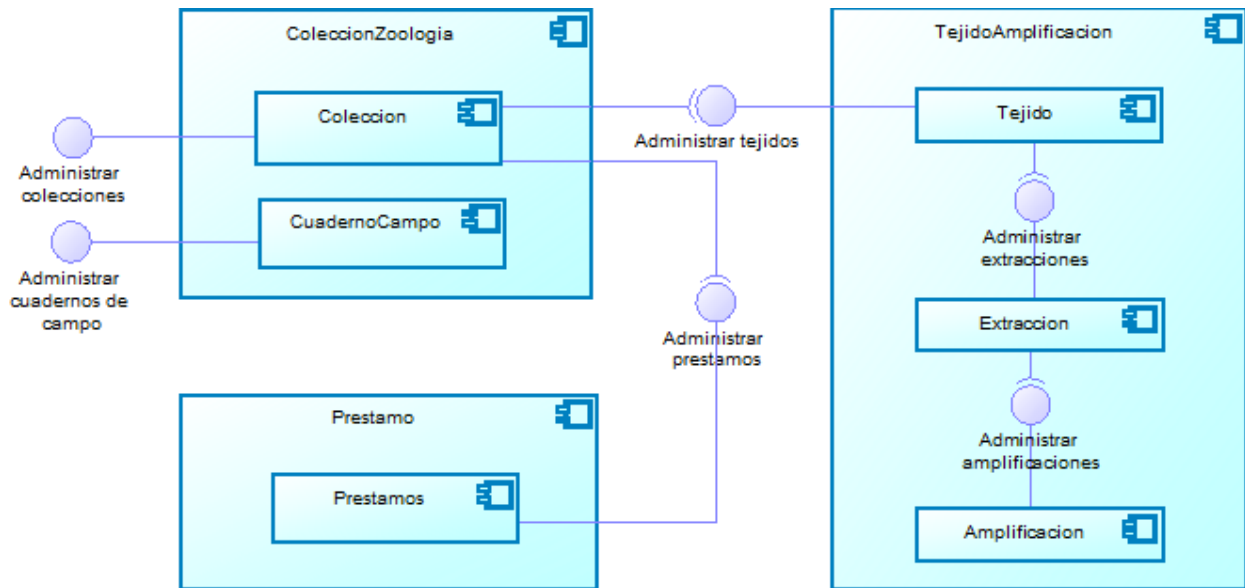 ColeccionZoologia
Coleccion
Administrar
colecciones
CuadernoCampo
Administrar
cuadernos de
campo
Administrar tejidos
Administrar
prestamos
Prestamo
Prestamos
TejidoAmplificacion
Tejido
Administrar
extracciones
Extraccion
Administrar
amplificaciones
Amplificacion